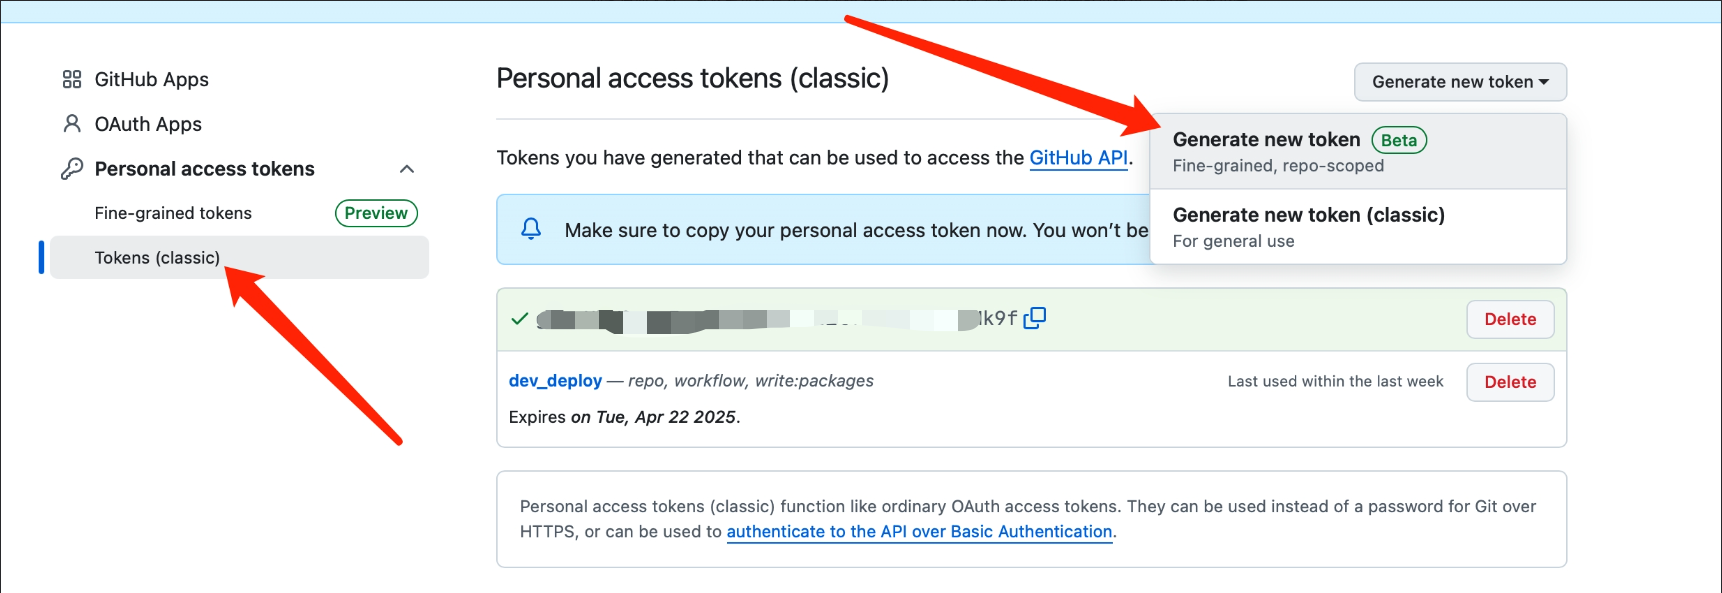 GitHub Apps
OAuth Apps
Personal access tokens
Fine-grained tokens Preview
Tokens (classic)
Personal access tokens (classic)
Generate new token
Generate new token Beta
Fine-grained, repo-scoped
Generate new token (classic)
For general use
Tokens you have generated that can be used to access the GitHub API.
Make sure to copy your personal access token now. You won’t be
k9f
Delete
dev_deploy — repo, workflow, write:packages
Last used within the last week
Delete
Expires on Tue, Apr 22 2025.
Personal access tokens (classic) function like ordinary OAuth access tokens. They can be used instead of a password for Git over
HTTPS, or can be used to authenticate to the API over Basic Authentication.